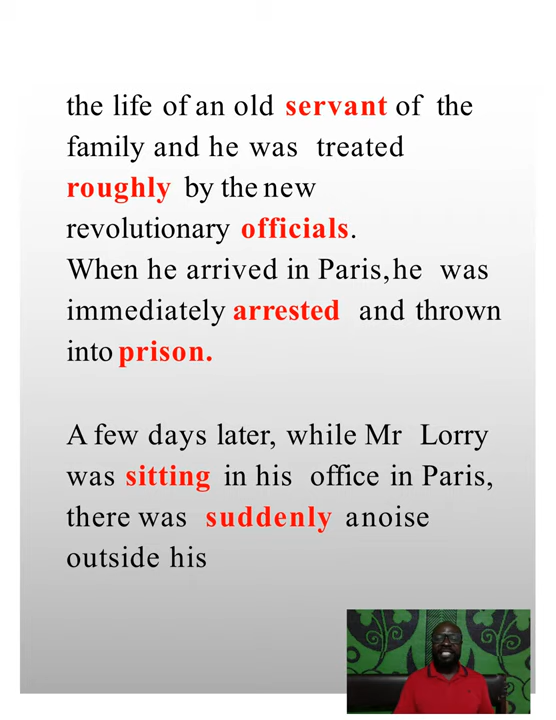 the life of an old servant of the
family and he was treated
roughly by the new
revolutionary officials.
When he arrived in Paris, he was
immediately arrested and thrown
into prison.
A few days later, while Mr Lorry
was sitting in his office in Paris,
there was suddenly anoise
outside his